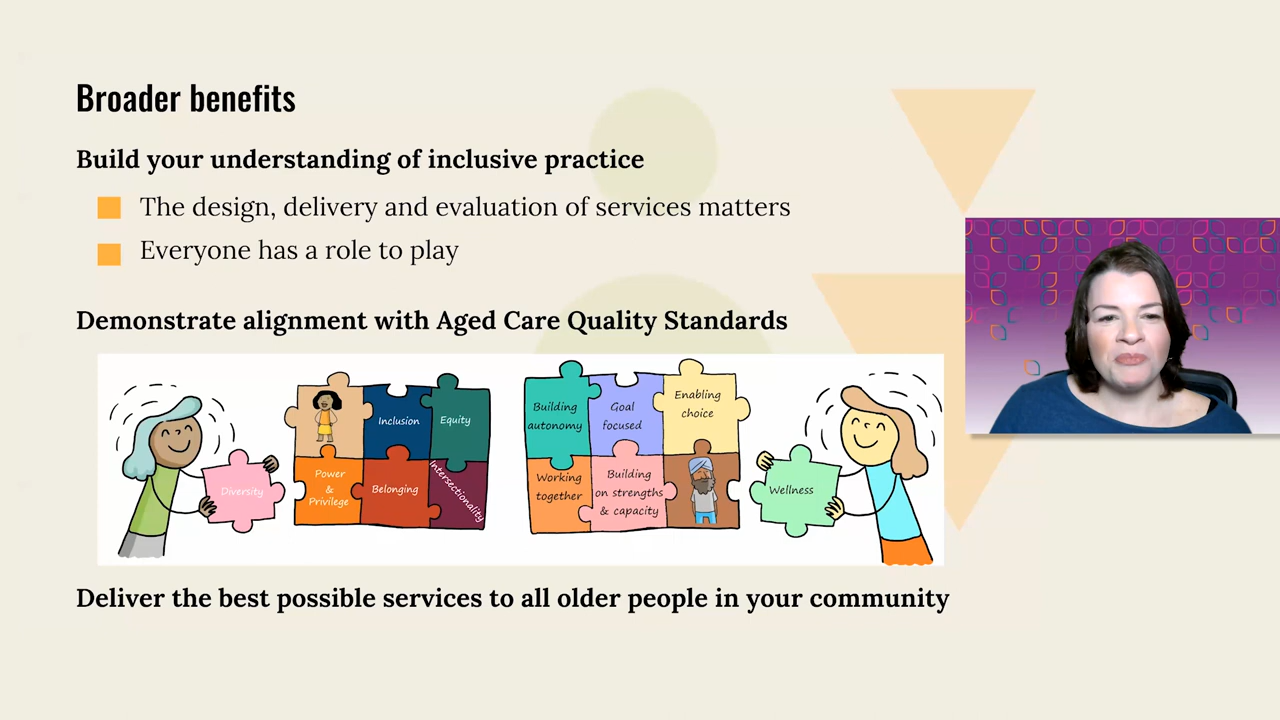 Broader benefits
Build your understanding of inclusive practice
The design, delivery and evaluation of services matters
Everyone has a role to play
Demonstrate alignment with Aged Care Quality Standards
Diversity
Inclusion
Equity
Power
&
Privilege
Belonging
Intersectionality
Building
autonomy
Goal
focused
Enabling
choice
Working
together
Building
on strengths
& capacity
Wellness
Deliver the best possible services to all older people in your community